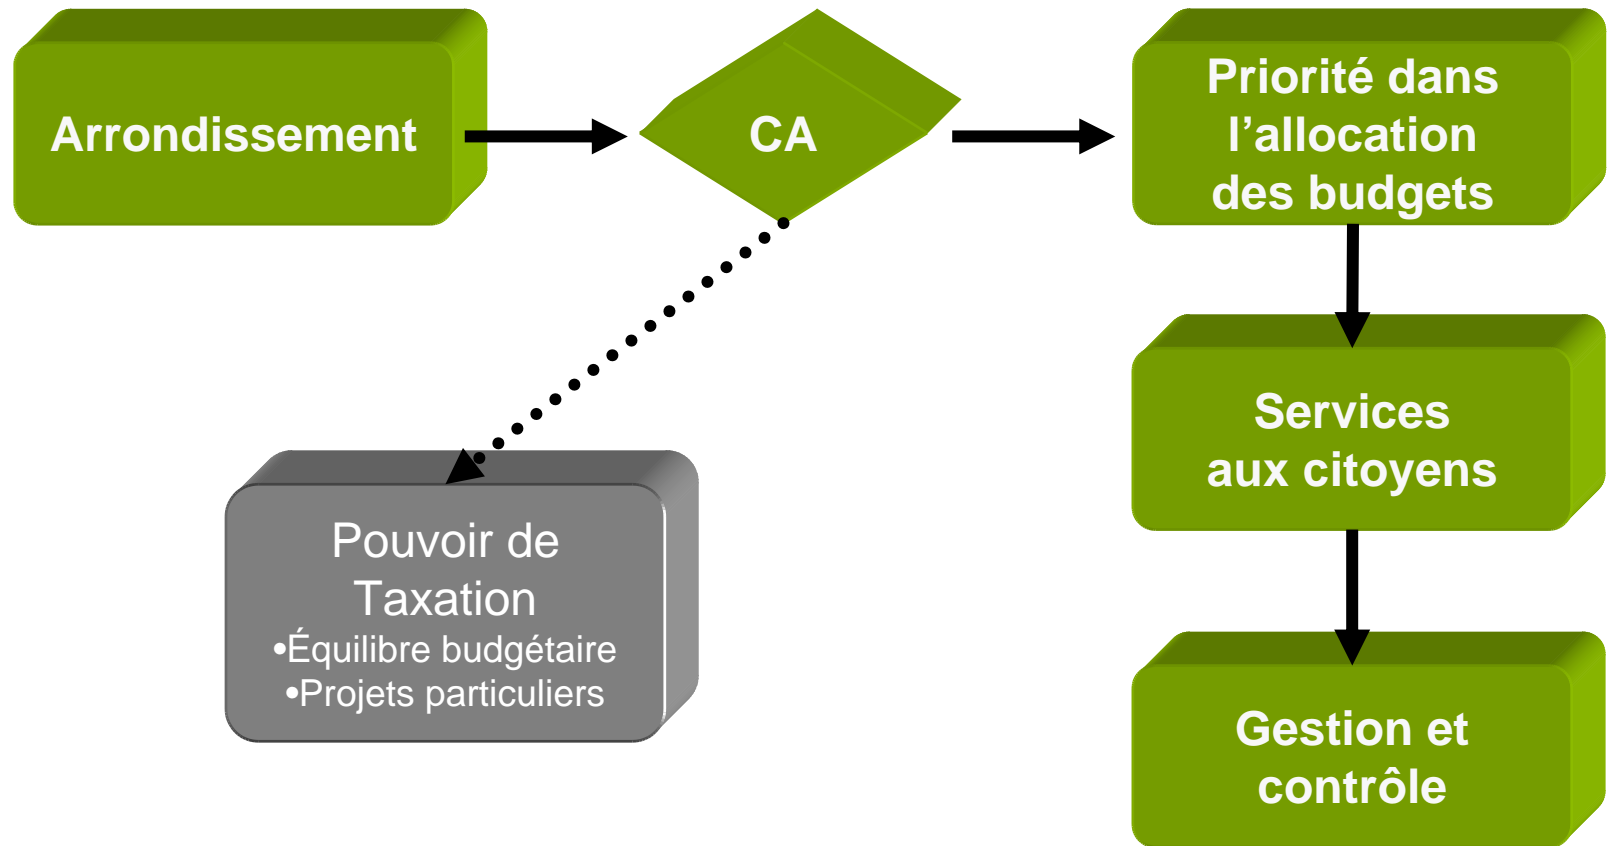 Arrondissement
CA
Priorité dans
l’allocation
des budgets
Services
aux citoyens
Pouvoir de
Taxation
•Équilibre budgétaire
•Projets particuliers
Gestion et
contrôle